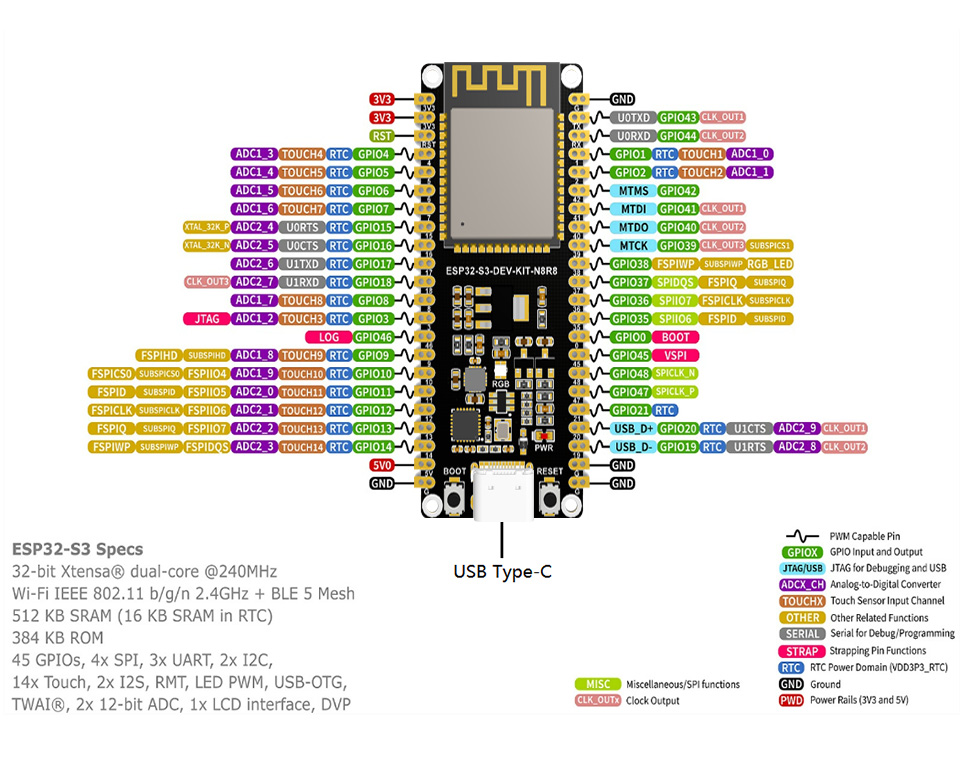 3V3
GND
3V3
U0TXD GPIO43 CLK_OUT1
RST
U0RXD GPIO44 CLK_OUT2
ADC1_3 TOUCH4 RTC GPIO4
GPIO1 RTC TOUCH1 ADC1_0
ADC1_4 TOUCH5 RTC GPIO5
GPIO2 RTC TOUCH2 ADC1_1
ADC1_5 TOUCH6 RTC GPIO6
MTMS GPIO42
ADC1_6 TOUCH7 RTC GPIO7
MTDI GPIO41 CLK_OUT1
XTAL_32K_P ADC2_4 U0RTS RTC GPIO15
MTDO GPIO40 CLK_OUT2
XTAL_32K_N ADC2_5 U0CTS RTC GPIO16
MTCK GPIO39 CLK_OUT3 SUBSPICS1
ADC2_6 U1TXD RTC GPIO17
GPIO38 FSPIWP SUBSPIWP RGB_LED
ESP32-S3-DEV-KIT-N8R8
CLK_OUT3 ADC2_7 U1RXD RTC GPIO18
GPIO37 SPIDQS FSPIQ SUBSPIQ
ADC1_7 TOUCH8 RTC GPIO8
GPIO36 SPIIO7 FSPICLK SUBSPICLK
JTAG ADC1_2 TOUCH3 RTC GPIO3
GPIO35 SPIIO6 FSPID SUBSPID
LOG GPIO46
GPIO0 BOOT
FSPIHD SUBSPIHD ADC1_8 TOUCH9 RTC GPIO9
GPIO45 VSPI
FSPICS0 SUBSPICS0 FSPIIO4 ADC1_9 TOUCH10 RTC GPIO10
GPIO48 SPICLK_N
RGB
FSPID SUBSPID FSPIIO5 ADC2_0 TOUCH11 RTC GPIO11
GPIO47 SPICLK_P
FSPICLK SUBSPICLK FSPIIO6 ADC2_1 TOUCH12 RTC GPIO12
GPIO21 RTC
FSPIQ SUBSPIQ FSPIIO7 ADC2_2 TOUCH13 RTC GPIO13
USB_D+ GPIO20 RTC U1CTS ADC2_9 CLK_OUT1
FSPIWP SUBSPIWP FSPIDQS ADC2_3 TOUCH14 RTC GPIO14
USB_D- GPIO19 RTC U1RTS ADC2_8 CLK_OUT2
PWR
5V0
GND
BOOT
RESET
GND
GND
USB Type-C
ESP32-S3 Specs
32-bit Xtensa® dual-core @240MHz
Wi-Fi IEEE 802.11 b/g/n 2.4GHz + BLE 5 Mesh
512 KB SRAM (16 KB SRAM in RTC)
384 KB ROM
45 GPIOs, 4x SPI, 3x UART, 2x I2C,
14x Touch, 2x I2S, RMT, LED PWM, USB-OTG,
TWAI®, 2x 12-bit ADC, 1x LCD interface, DVP
MISC Miscellaneous/SPI functions
CLK_OUTx Clock Output
PWM Capable Pin
GPIOX GPIO Input and Output
JTAG/USB JTAG for Debugging and USB
ADCX_CH Analog-to-Digital Converter
TOUCHX Touch Sensor Input Channel
OTHER Other Related Functions
SERIAL Serial for Debug/Programming
STRAP Strapping Pin Functions
RTC RTC Power Domain (VDD3P3_RTC)
GND Ground
PWD Power Rails (3V3 and 5V)